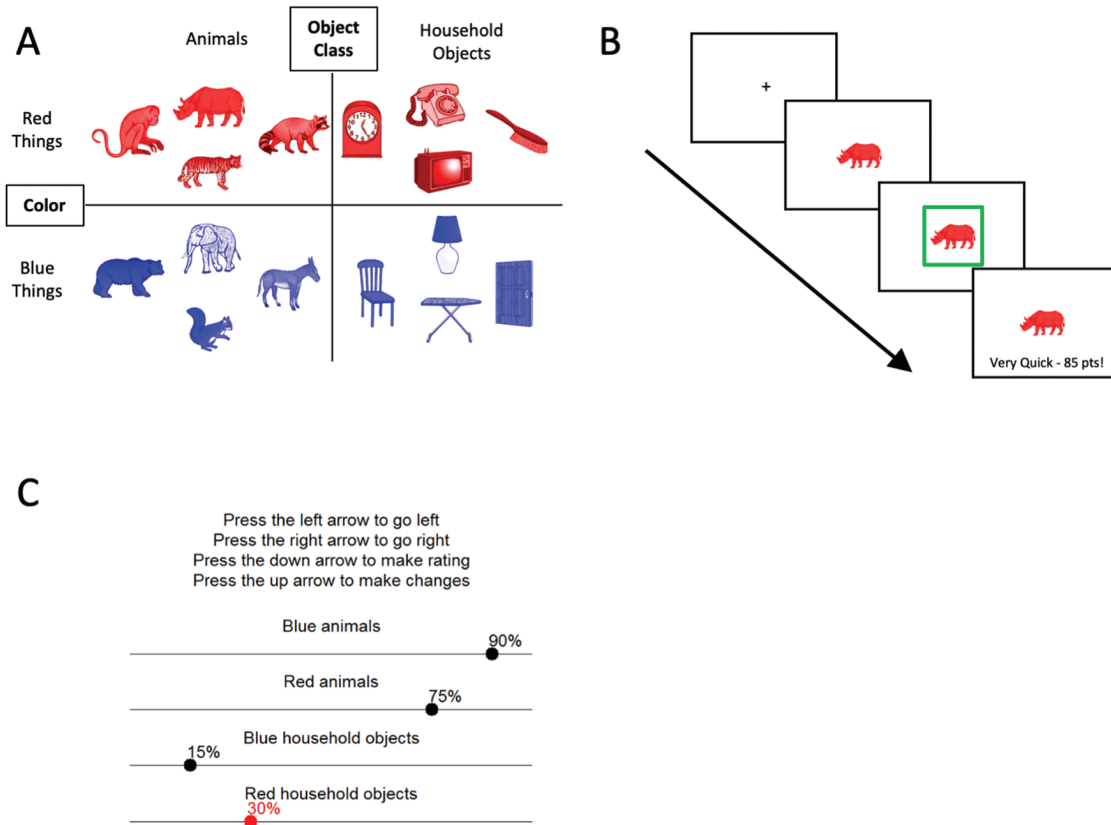 A
Animals
Object
Class
Household
Objects
Red
Things
Color
Blue
Things
B
+
Very Quick - 85 pts!
C
Press the left arrow to go left
Press the right arrow to go right
Press the down arrow to make rating
Press the up arrow to make changes
Blue animals
90%
Red animals
75%
Blue household objects
15%
Red household objects
30%